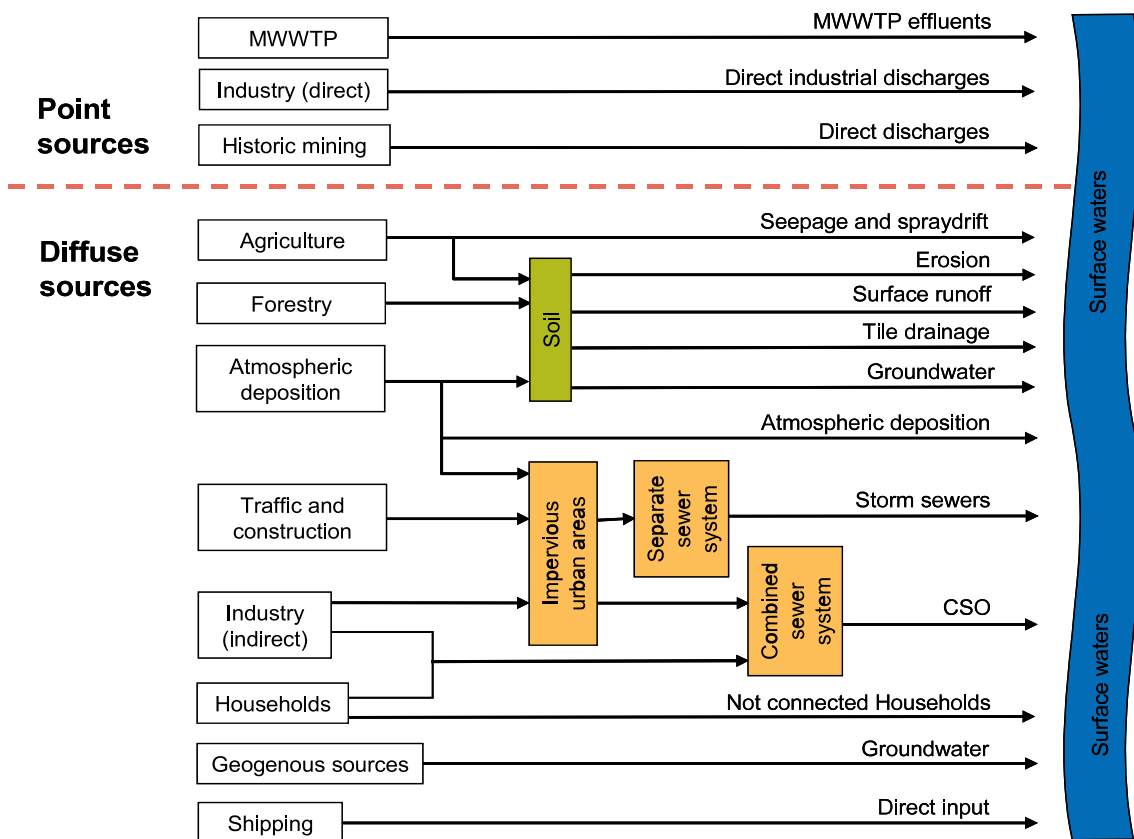 MWWTP
MWWTP effluents
Industry (direct)
Direct industrial discharges
Point
sources
Historic mining
Direct discharges
Surface waters
Diffuse
sources
Agriculture
Seepage and spraydrift
Erosion
Forestry
Soil
Surface runoff
Tile drainage
Atmospheric
deposition
Groundwater
Atmospheric deposition
Traffic and
construction
Impervious
urban areas
Separate
sewer
system
Storm sewers
Industry
(indirect)
Combined
sewer
system
CSO
Households
Not connected Households
Surface waters
Geogenous sources
Groundwater
Shipping
Direct input